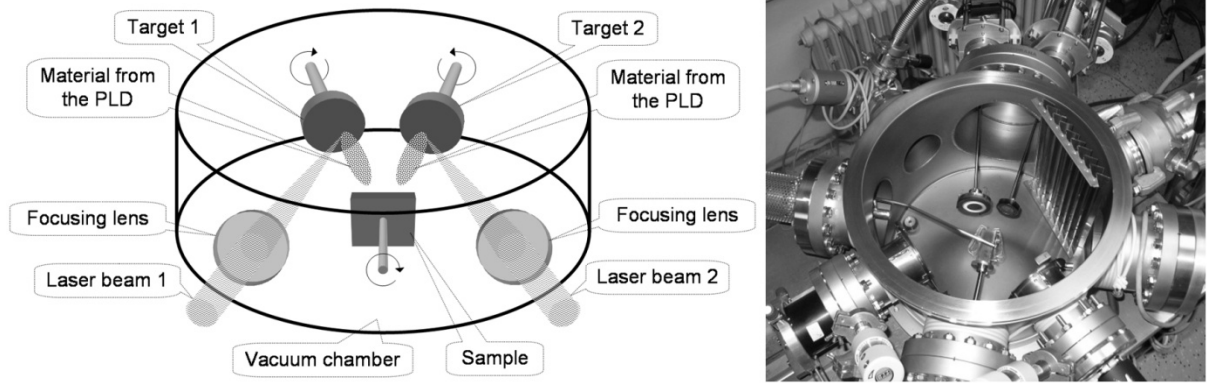 Target 1
Target 2
Material from
the PLD
Material from
the PLD
Focusing lens
Focusing lens
Laser beam 1
Laser beam 2
Vacuum chamber
Sample